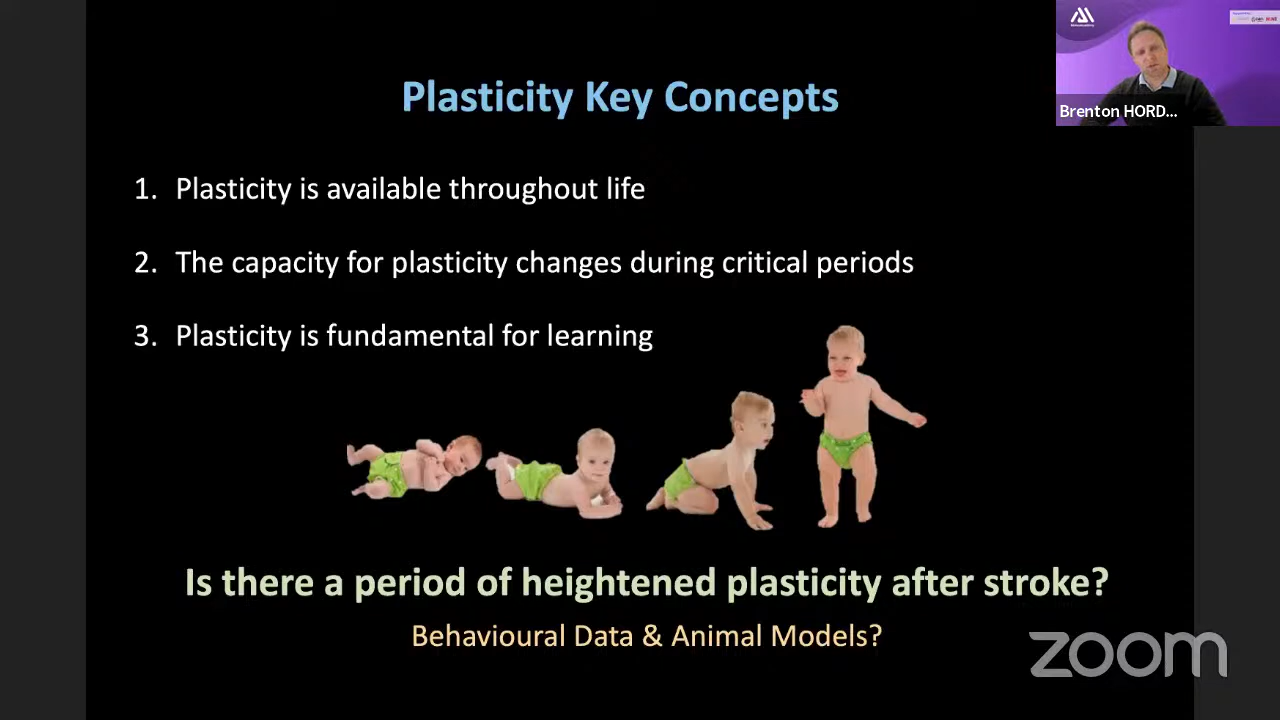 Plasticity Key Concepts
Brenton HORD...
1. Plasticity is available throughout life
2. The capacity for plasticity changes during critical periods
3. Plasticity is fundamental for learning
Is there a period of heightened plasticity after stroke?
Behavioural Data & Animal Models?
zoom